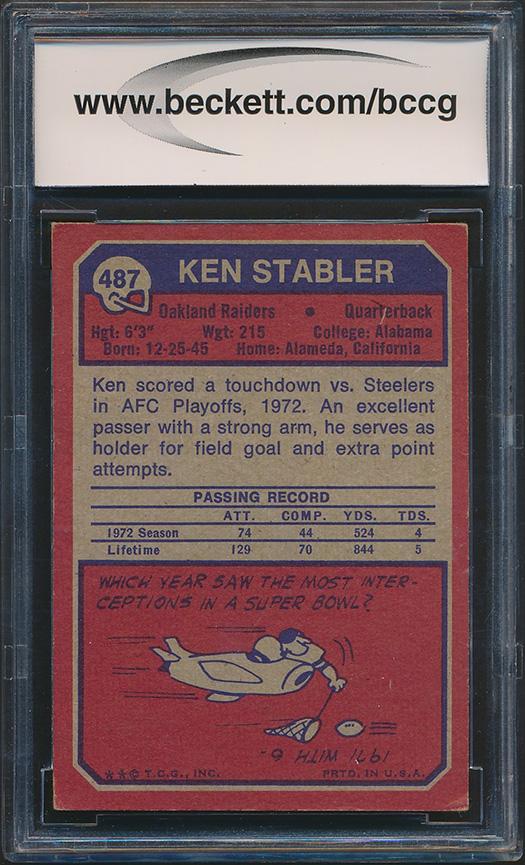 www.beckett.com/bccg
487
KEN STABLER
Oakland Raiders • Quarterback
Hgt: 6'3" Wgt: 215 College: Alabama
Born: 12-25-45 Home: Alameda, California
Ken scored a touchdown vs. Steelers
in AFC Playoffs, 1972. An excellent
passer with a strong arm, he serves as
holder for field goal and extra point
attempts.
PASSING RECORD
ATT. COMP. YDS. TDS.
1972 Season 74 44 524 4
Lifetime 129 70 844 5
WHICH YEAR SAW THE MOST INTER-
CEPTIONS IN A SUPER BOWL?
1971 WITH 6-
**© T.C.G., INC. PRTD. IN U.S.A.